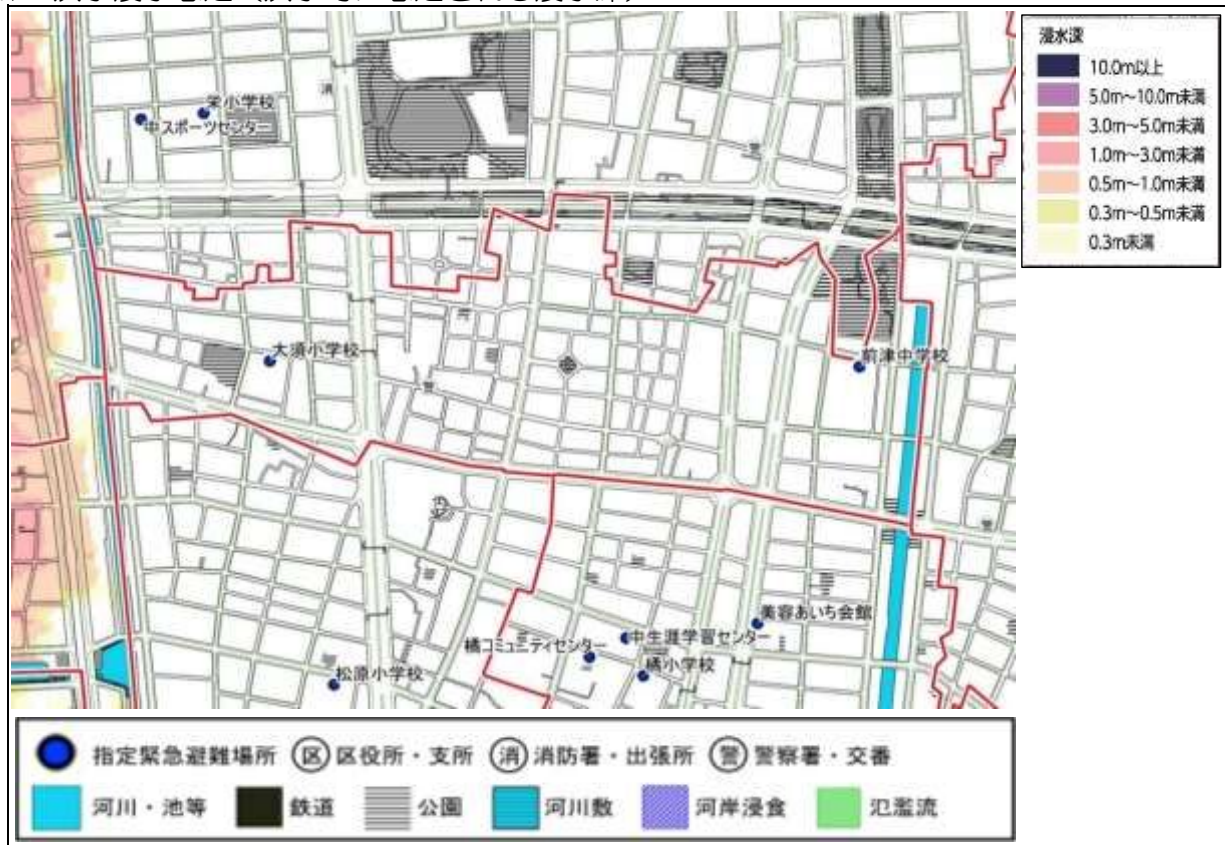 浸水深
10.0m以上
5.0m～10.0m未満
3.0m～5.0m未満
1.0m～3.0m未満
0.5m～1.0m未満
0.3m～0.5m未満
0.3m未満
栄小学校
中スポーツセンター
消
警
大須小学校
前津中学校
消
警
警
美容あいち会館
中生涯学習センター
橘コミュニティセンター
橘小学校
松原小学校
指定緊急避難場所 区 区役所・支所 消 消防署・出張所 警 警察署・交番
河川・池等 鉄道 公園 河川敷 河岸浸食 氾濫流